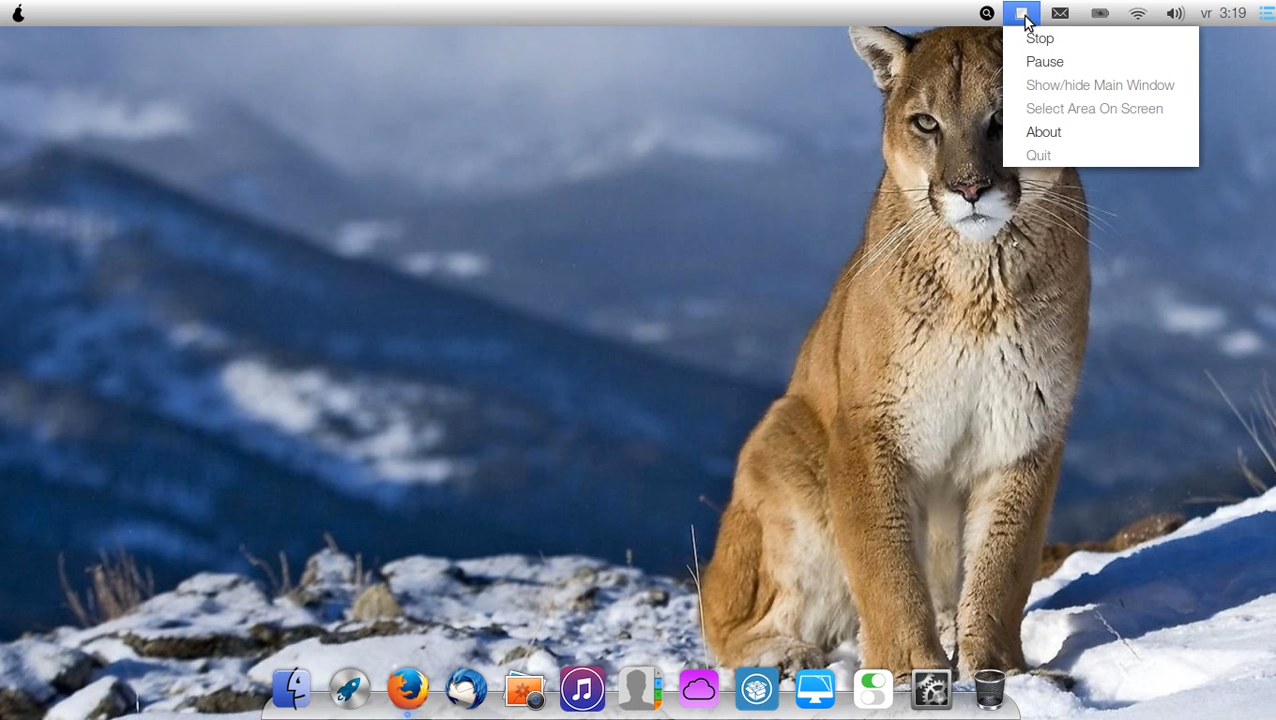 vr 3:19
Stop
Pause
Show/hide Main Window
Select Area On Screen
About
Quit